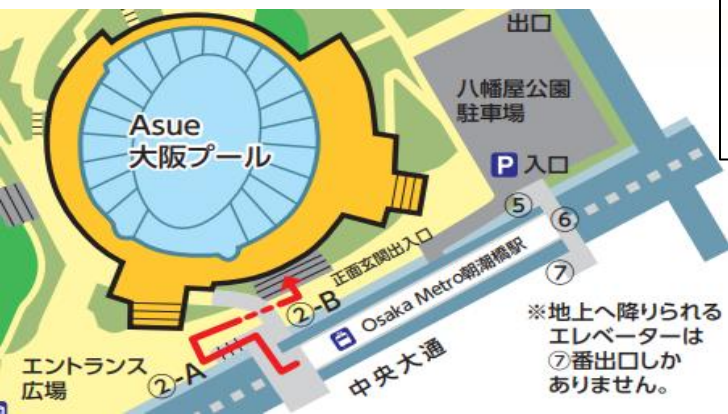 出口
八幡屋公園
駐車場
P 入口
Asue
大阪プール
⑤
⑥
⑦
正面玄関出入口
Osaka Metro朝潮橋駅
②-B
②-A
中央大通
エントランス
広場
※地上へ降りられる
エレベーターは
⑦番出口しか
ありません。